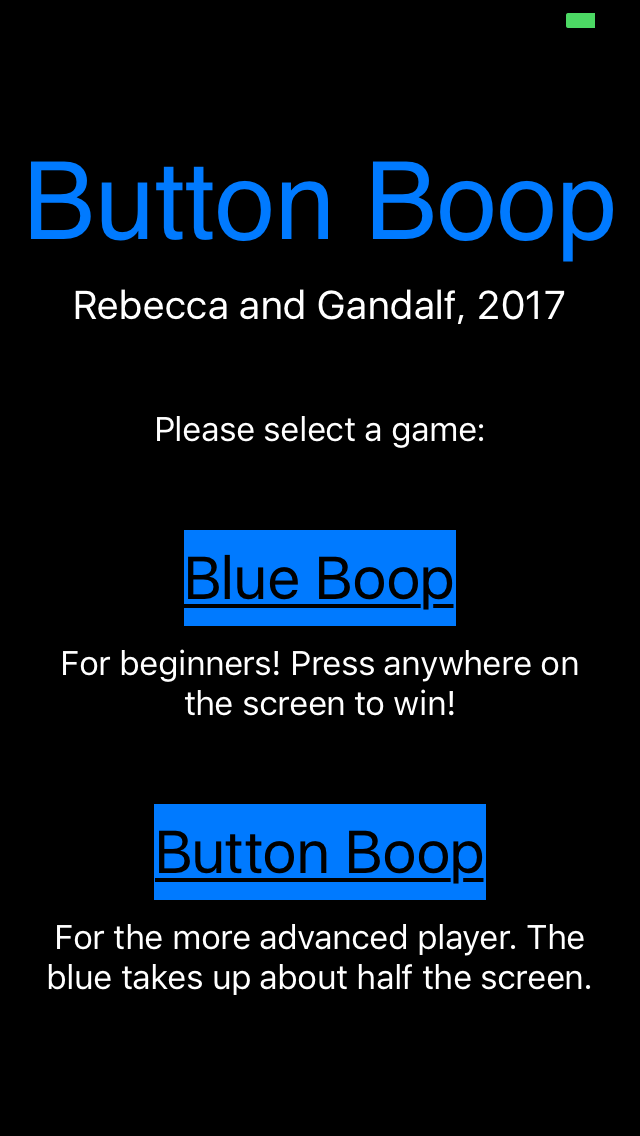 Button Boop
Rebecca and Gandalf, 2017
Please select a game:
Blue Boop
For beginners! Press anywhere on
the screen to win!
Button Boop
For the more advanced player. The
blue takes up about half the screen.